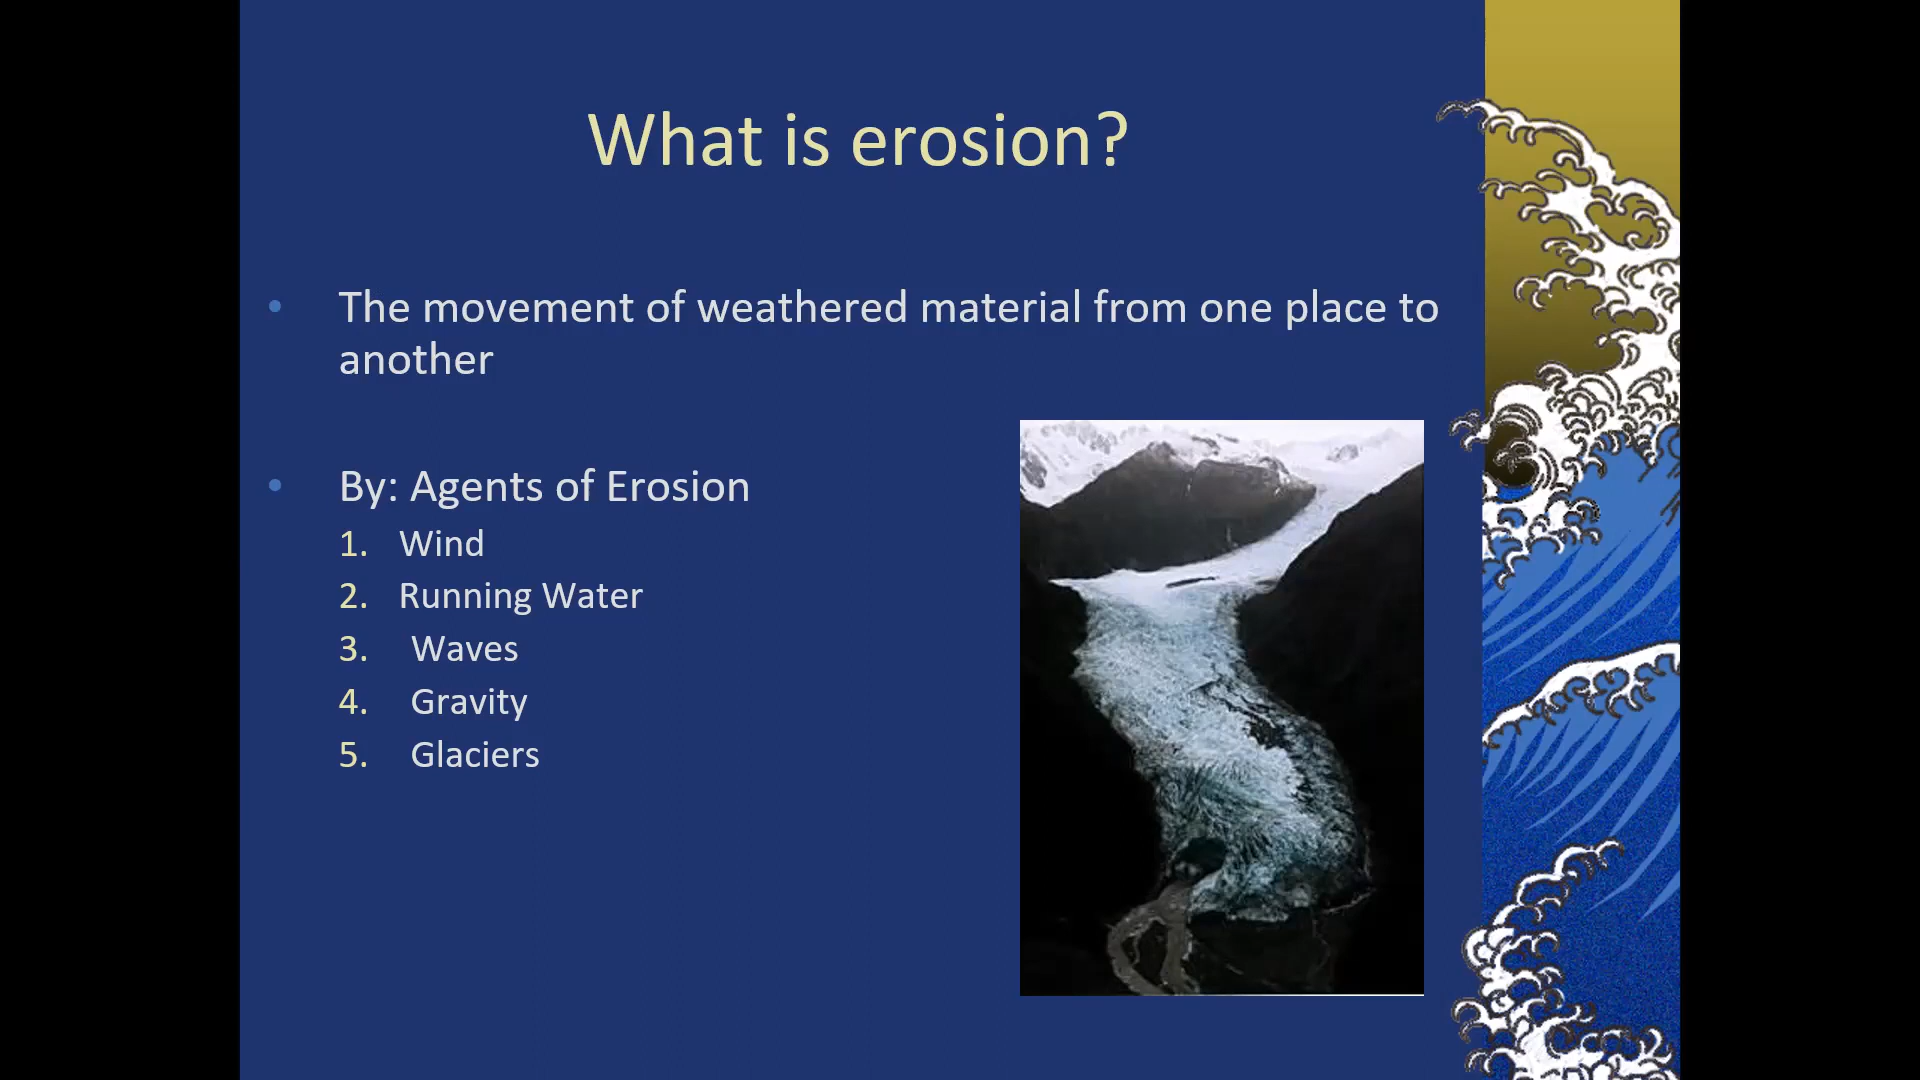 What is erosion?
• The movement of weathered material from one place to
another
• By: Agents of Erosion
1. Wind
2. Running Water
3. Waves
4. Gravity
5. Glaciers